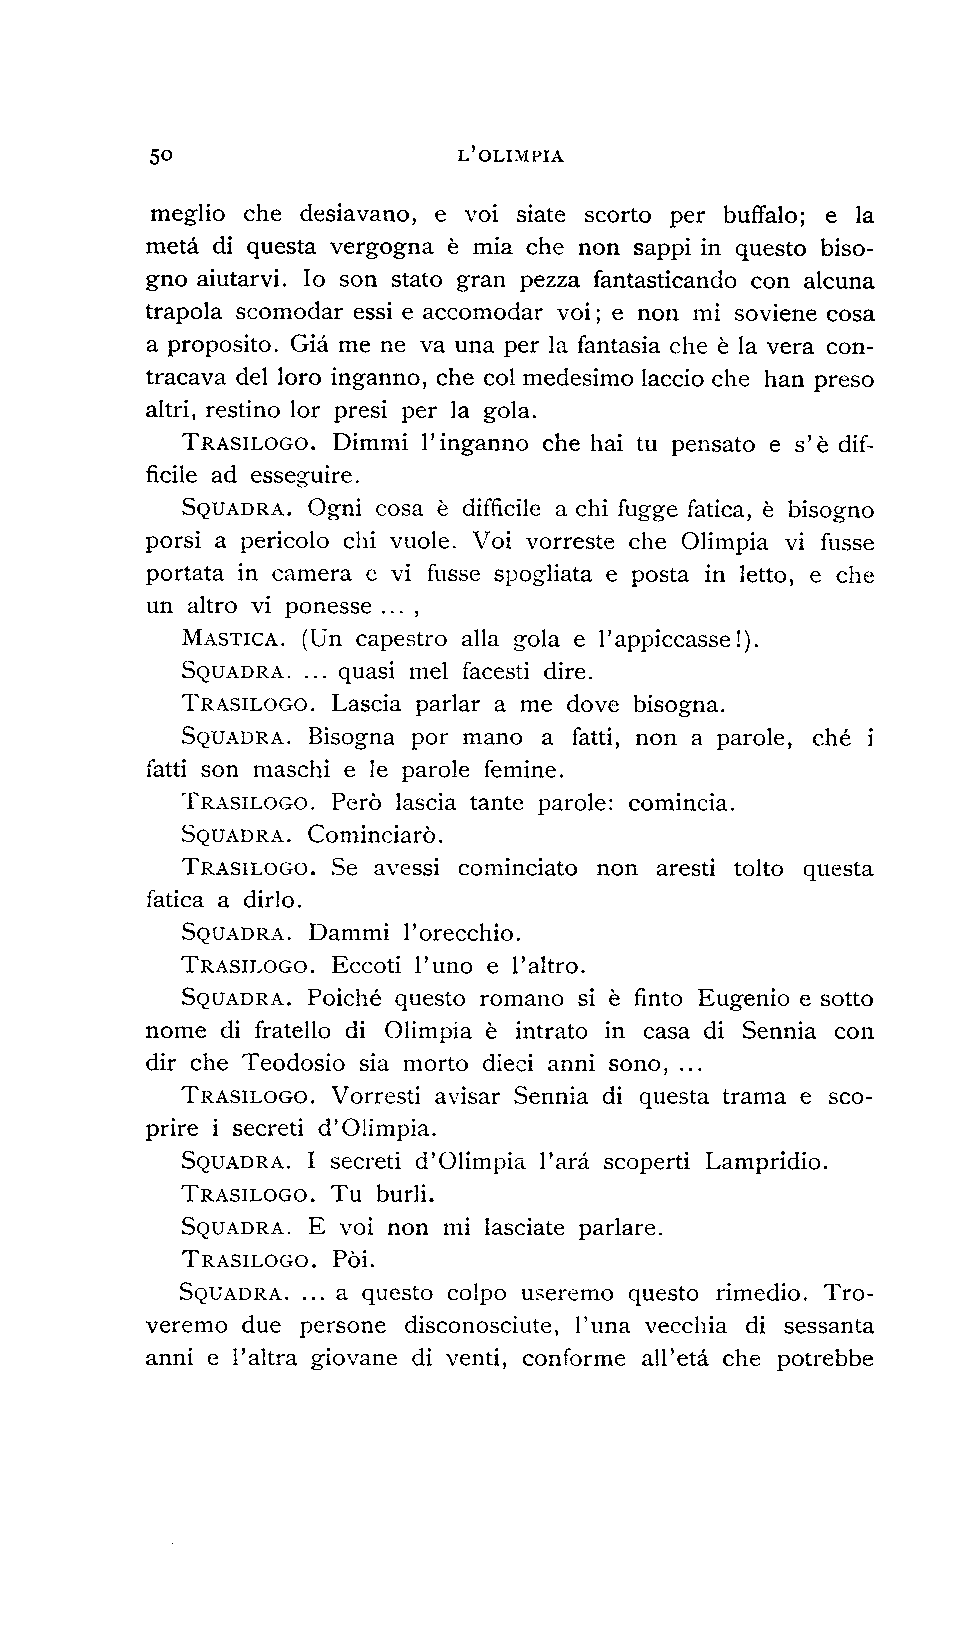 50 L'OLIMPIA
meglio che desiavano, e voi siate scorto per buffalo; e la
metá di questa vergogna è mia che non sappi in questo biso-
gno aiutarvi. Io son stato gran pezza fantasticando con alcuna
trapola scomodar essi e accomodar voi; e non mi soviene cosa
a proposito. Giá me ne va una per la fantasia che è la vera con-
tracava del loro inganno, che col medesimo laccio che han preso
altri, restino lor presi per la gola.
TRASILOGO. Dimmi l'inganno che hai tu pensato e s'è dif-
ficile ad esseguire.
SQUADRA. Ogni cosa è difficile a chi fugge fatica, è bisogno
porsi a pericolo chi vuole. Voi vorreste che Olimpia vi fusse
portata in camera e vi fusse spogliata e posta in letto, e che
un altro vi ponesse ... ,
MASTICA. (Un capestro alla gola e l'appiccasse!).
SQUADRA. ... quasi mel facesti dire.
TRASILOGO. Lascia parlar a me dove bisogna.
SQUADRA. Bisogna por mano a fatti, non a parole, ché i
fatti son maschi e le parole femine.
TRASILOGO. Però lascia tante parole: comincia.
SQUADRA. Cominciarò.
TRASILOGO. Se avessi cominciato non aresti tolto questa
fatica a dirlo.
SQUADRA. Dammi l'orecchio.
TRASILOGO. Eccoti l'uno e l'altro.
SQUADRA. Poiché questo romano si è finto Eugenio e sotto
nome di fratello di Olimpia è intrato in casa di Sennia con
dir che Teodosio sia morto dieci anni sono, ...
TRASILOGO. Vorresti avisar Sennia di questa trama e sco-
prire i secreti d'Olimpia.
SQUADRA. I secreti d'Olimpia l'ará scoperti Lampridio.
TRASILOGO. Tu burli.
SQUADRA. E voi non mi lasciate parlare.
TRASILOGO. Pòi.
SQUADRA. ... a questo colpo useremo questo rimedio. Tro-
veremo due persone disconosciute, l'una vecchia di sessanta
anni e l'altra giovane di venti, conforme all'etá che potrebbe